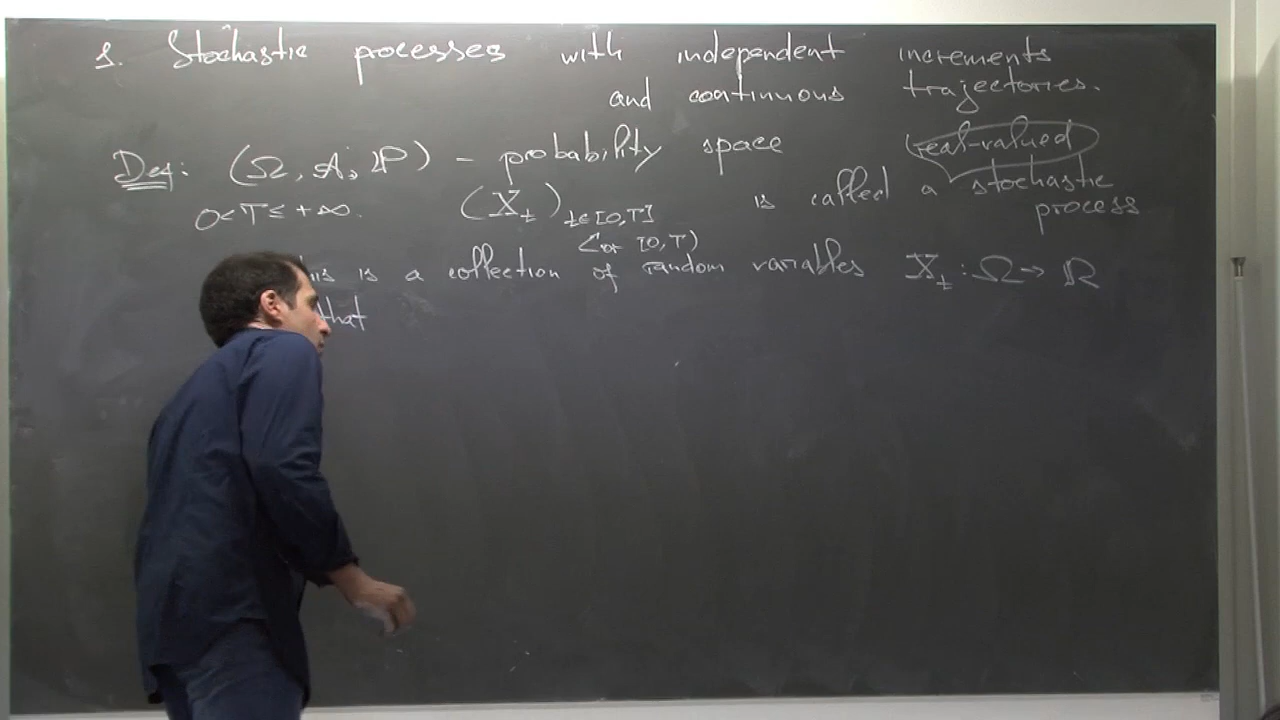 1. Stochastic processes with independent increments
and continuous trajectories.
Def: (Ω, A, ℙ) - probability space
real-valued
0<T≤+∞. (X_t)_{t∈[0,T]} is called a stochastic process
or [0,T)
is is a collection of random variables X_t : Ω → ℝ
that